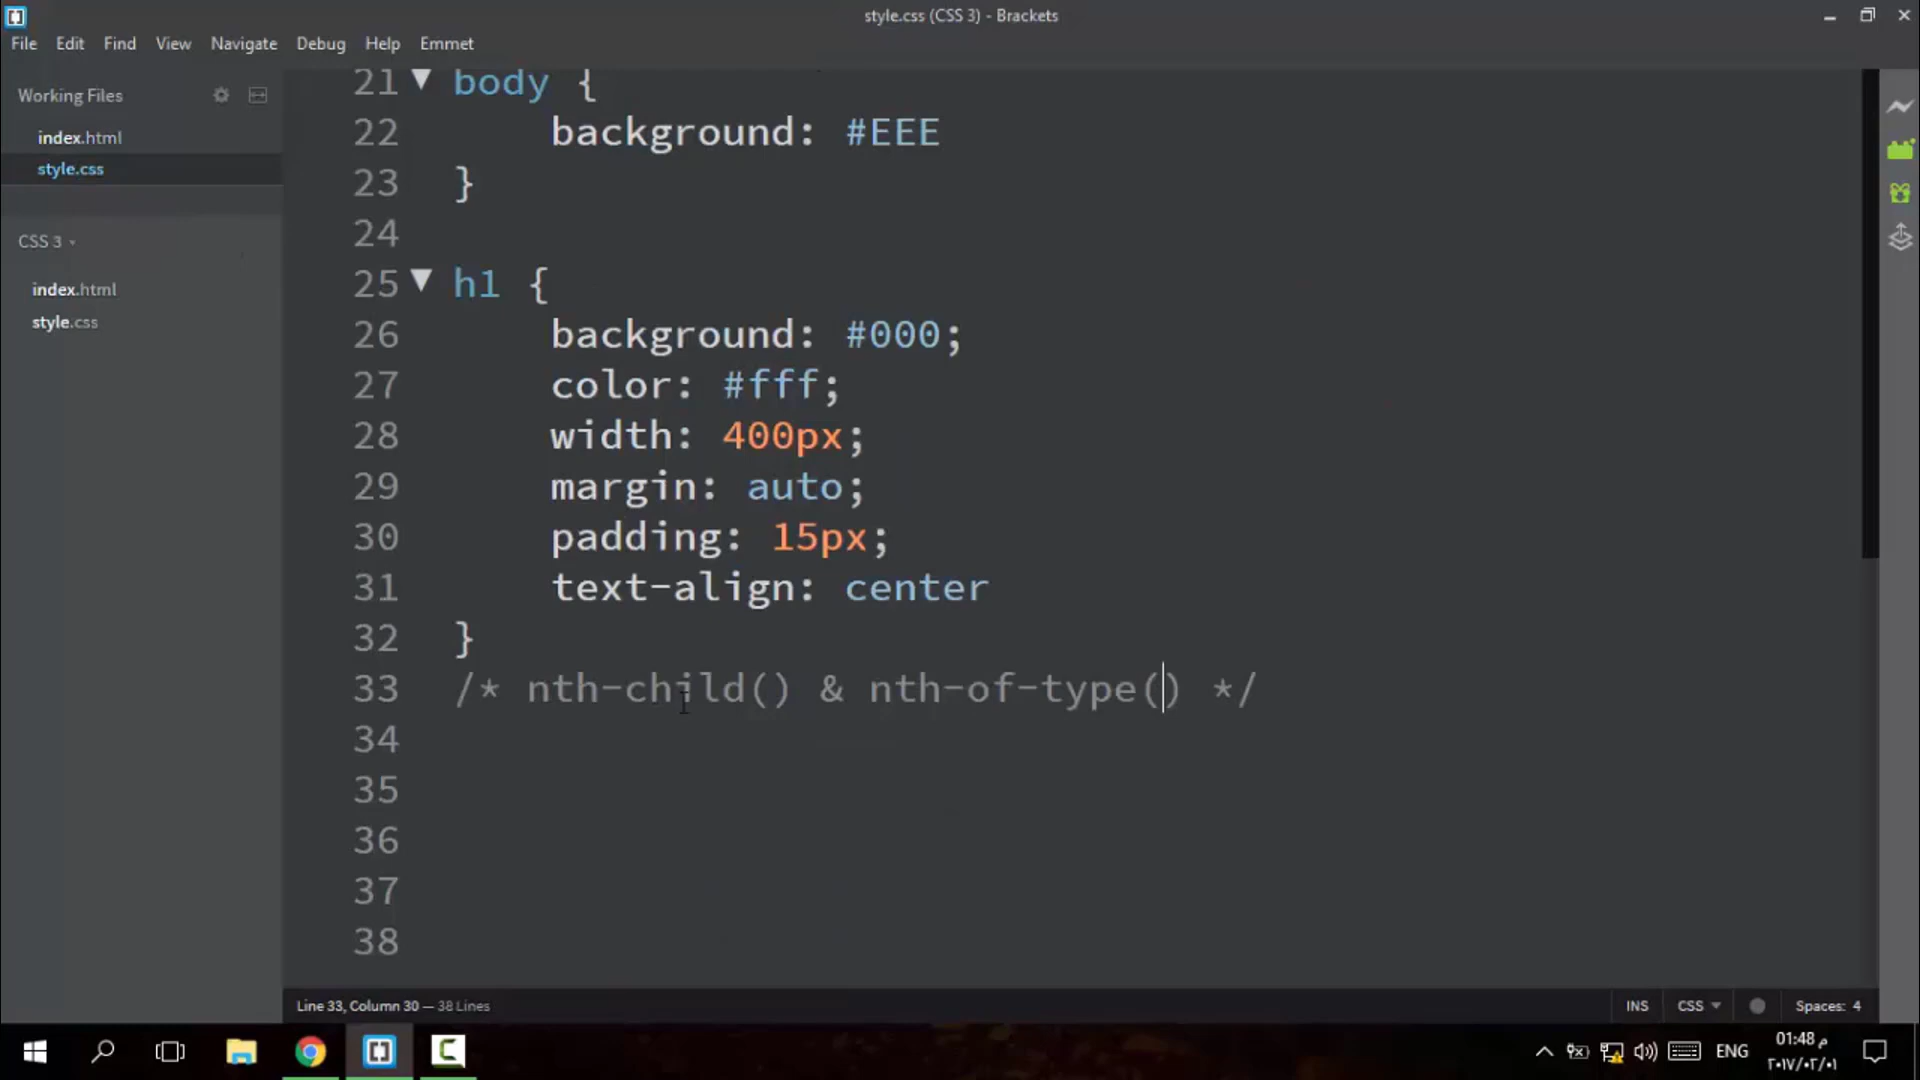 style.css (CSS 3) - Brackets
File Edit Find View Navigate Debug Help Emmet
Working Files
index.html
style.css
CSS 3
index.html
style.css
21 body {
22 background: #EEE
23 }
24
25 h1 {
26 background: #000;
27 color: #fff;
28 width: 400px;
29 margin: auto;
30 padding: 15px;
31 text-align: center
32 }
33 /* nth-child() & nth-of-type() */
34
35
36
37
38
Line 33, Column 30 — 38 Lines
INS CSS Spaces: 4
ENG
01:48 م
٢٠١٧/٠٢/٠١